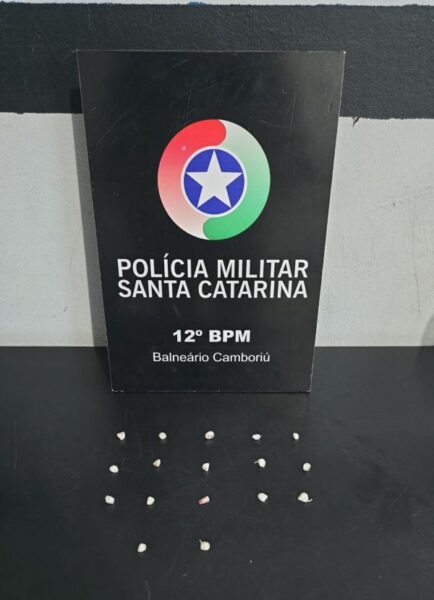 POLÍCIA MILITAR
SANTA CATARINA
12º BPM
Balneário Camboriú